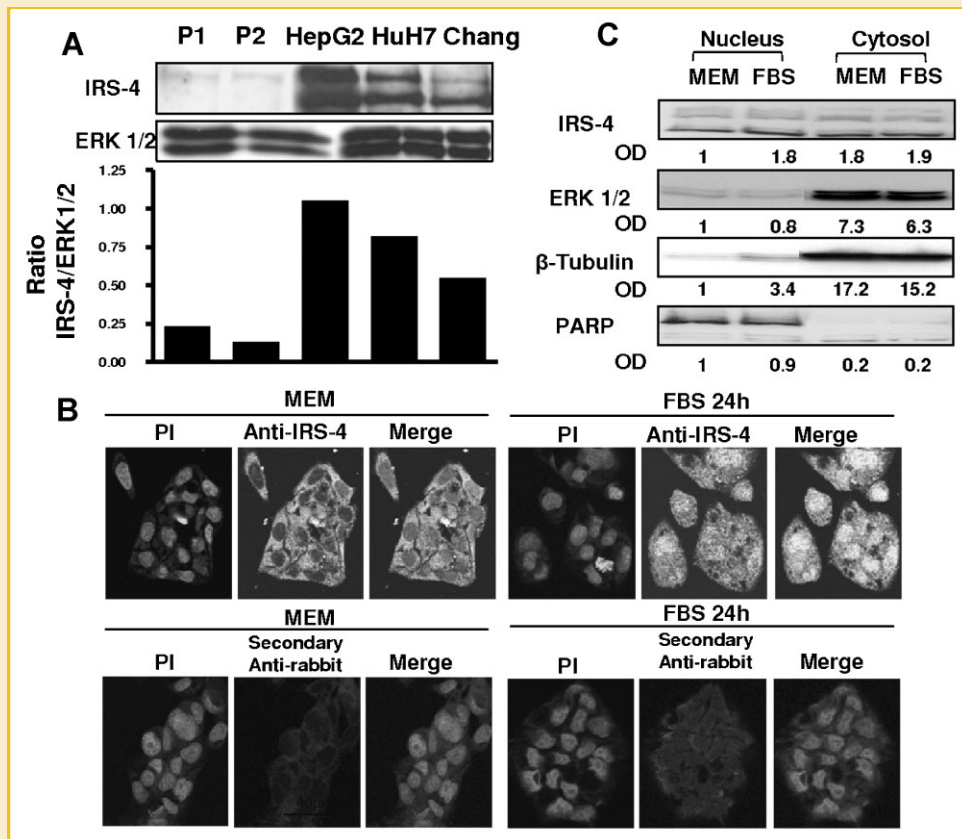 A
P1 P2 HepG2 HuH7 Chang
IRS-4
ERK 1/2
Ratio
IRS-4/ERK1/2
1.25
1.00
0.75
0.50
0.25
0.00
C
Nucleus Cytosol
MEM FBS MEM FBS
IRS-4
OD 1 1.8 1.8 1.9
ERK 1/2
OD 1 0.8 7.3 6.3
β-Tubulin
OD 1 3.4 17.2 15.2
PARP
OD 1 0.9 0.2 0.2
B
MEM
PI Anti-IRS-4 Merge
FBS 24h
PI Anti-IRS-4 Merge
MEM
PI Secondary Merge
Anti-rabbit
FBS 24h
PI Secondary Merge
Anti-rabbit